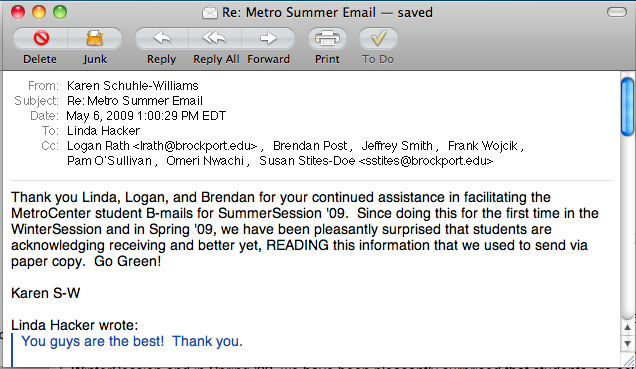 Re: Metro Summer Email — saved
Delete Junk Reply Reply All Forward Print To Do
From: Karen Schuhle-Williams
Subject: Re: Metro Summer Email
Date: May 6, 2009 1:00:29 PM EDT
To: Linda Hacker
Cc: Logan Rath <lrath@brockport.edu>, Brendan Post, Jeffrey Smith, Frank Wojcik,
Pam O'Sullivan, Omeri Nwachi, Susan Stites-Doe <sstites@brockport.edu>
Thank you Linda, Logan, and Brendan for your continued assistance in facilitating the
MetroCenter student B-mails for SummerSession '09. Since doing this for the first time in the
WinterSession and in Spring '09, we have been pleasantly surprised that students are
acknowledging receiving and better yet, READING this information that we used to send via
paper copy. Go Green!
Karen S-W
Linda Hacker wrote:
You guys are the best! Thank you.